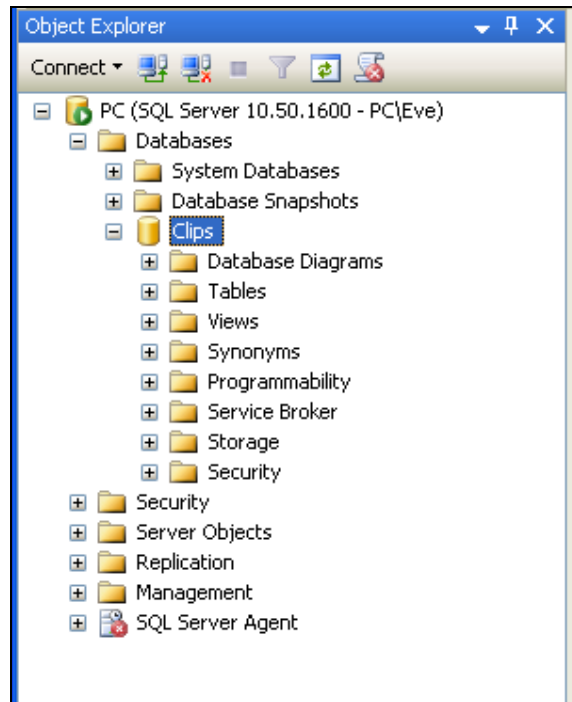 Object Explorer
Connect
PC (SQL Server 10.50.1600 - PC\Eve)
Databases
System Databases
Database Snapshots
Clips
Database Diagrams
Tables
Views
Synonyms
Programmability
Service Broker
Storage
Security
Security
Server Objects
Replication
Management
SQL Server Agent